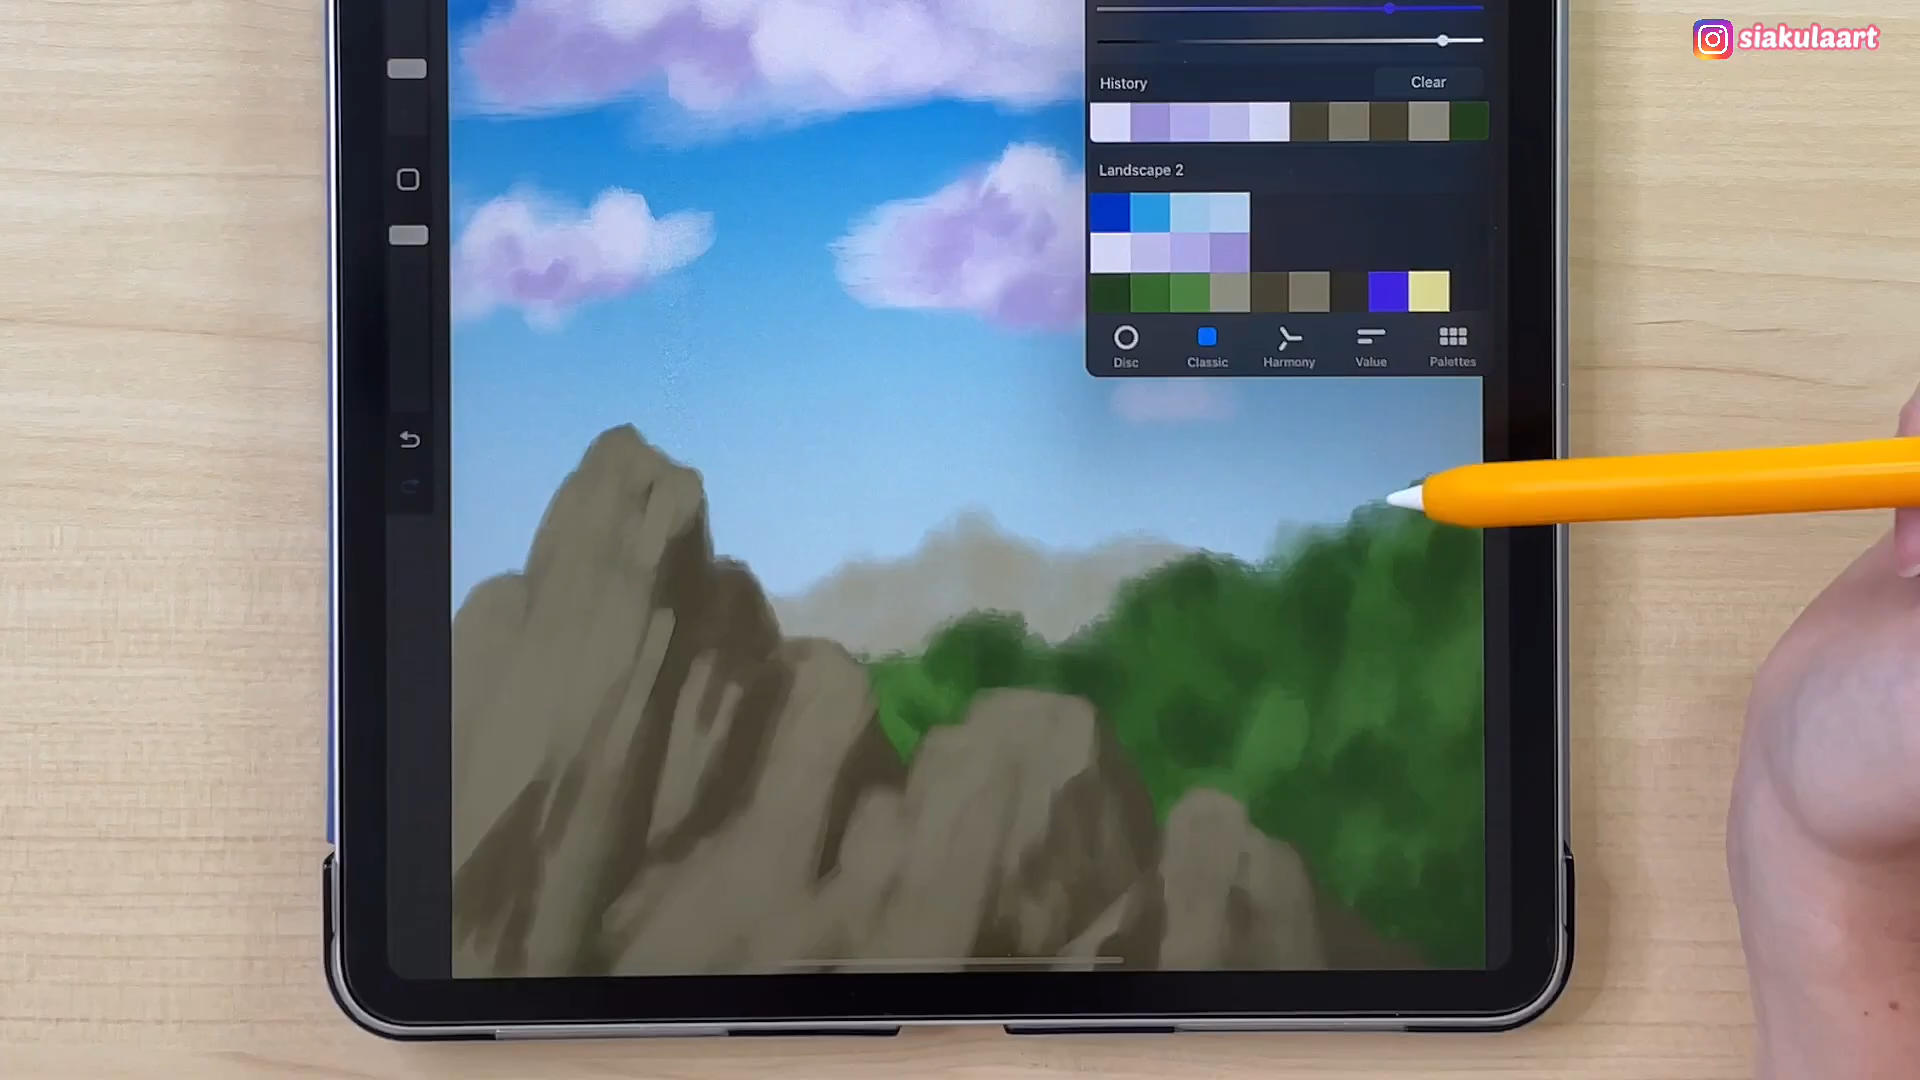 siakulaart
History
Clear
Landscape 2
Disc
Classic
Harmony
Value
Palettes